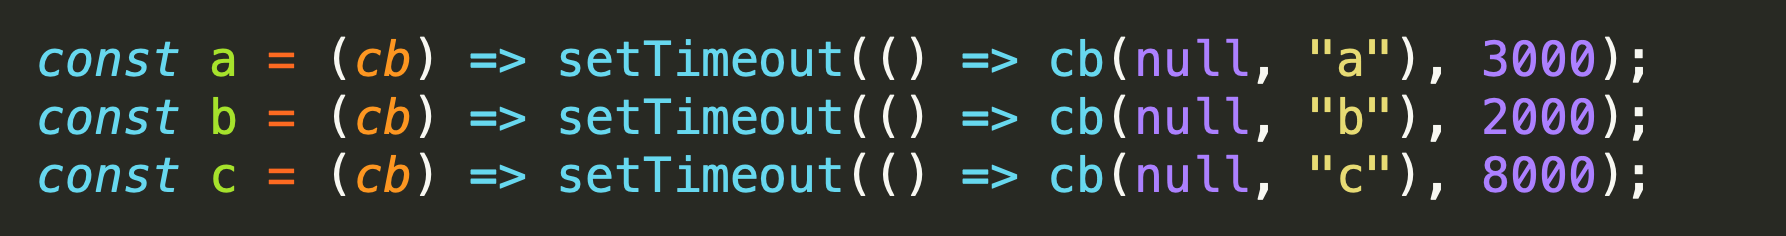 const a = (cb) => setTimeout(() => cb(null, "a"), 3000);
const b = (cb) => setTimeout(() => cb(null, "b"), 2000);
const c = (cb) => setTimeout(() => cb(null, "c"), 8000);